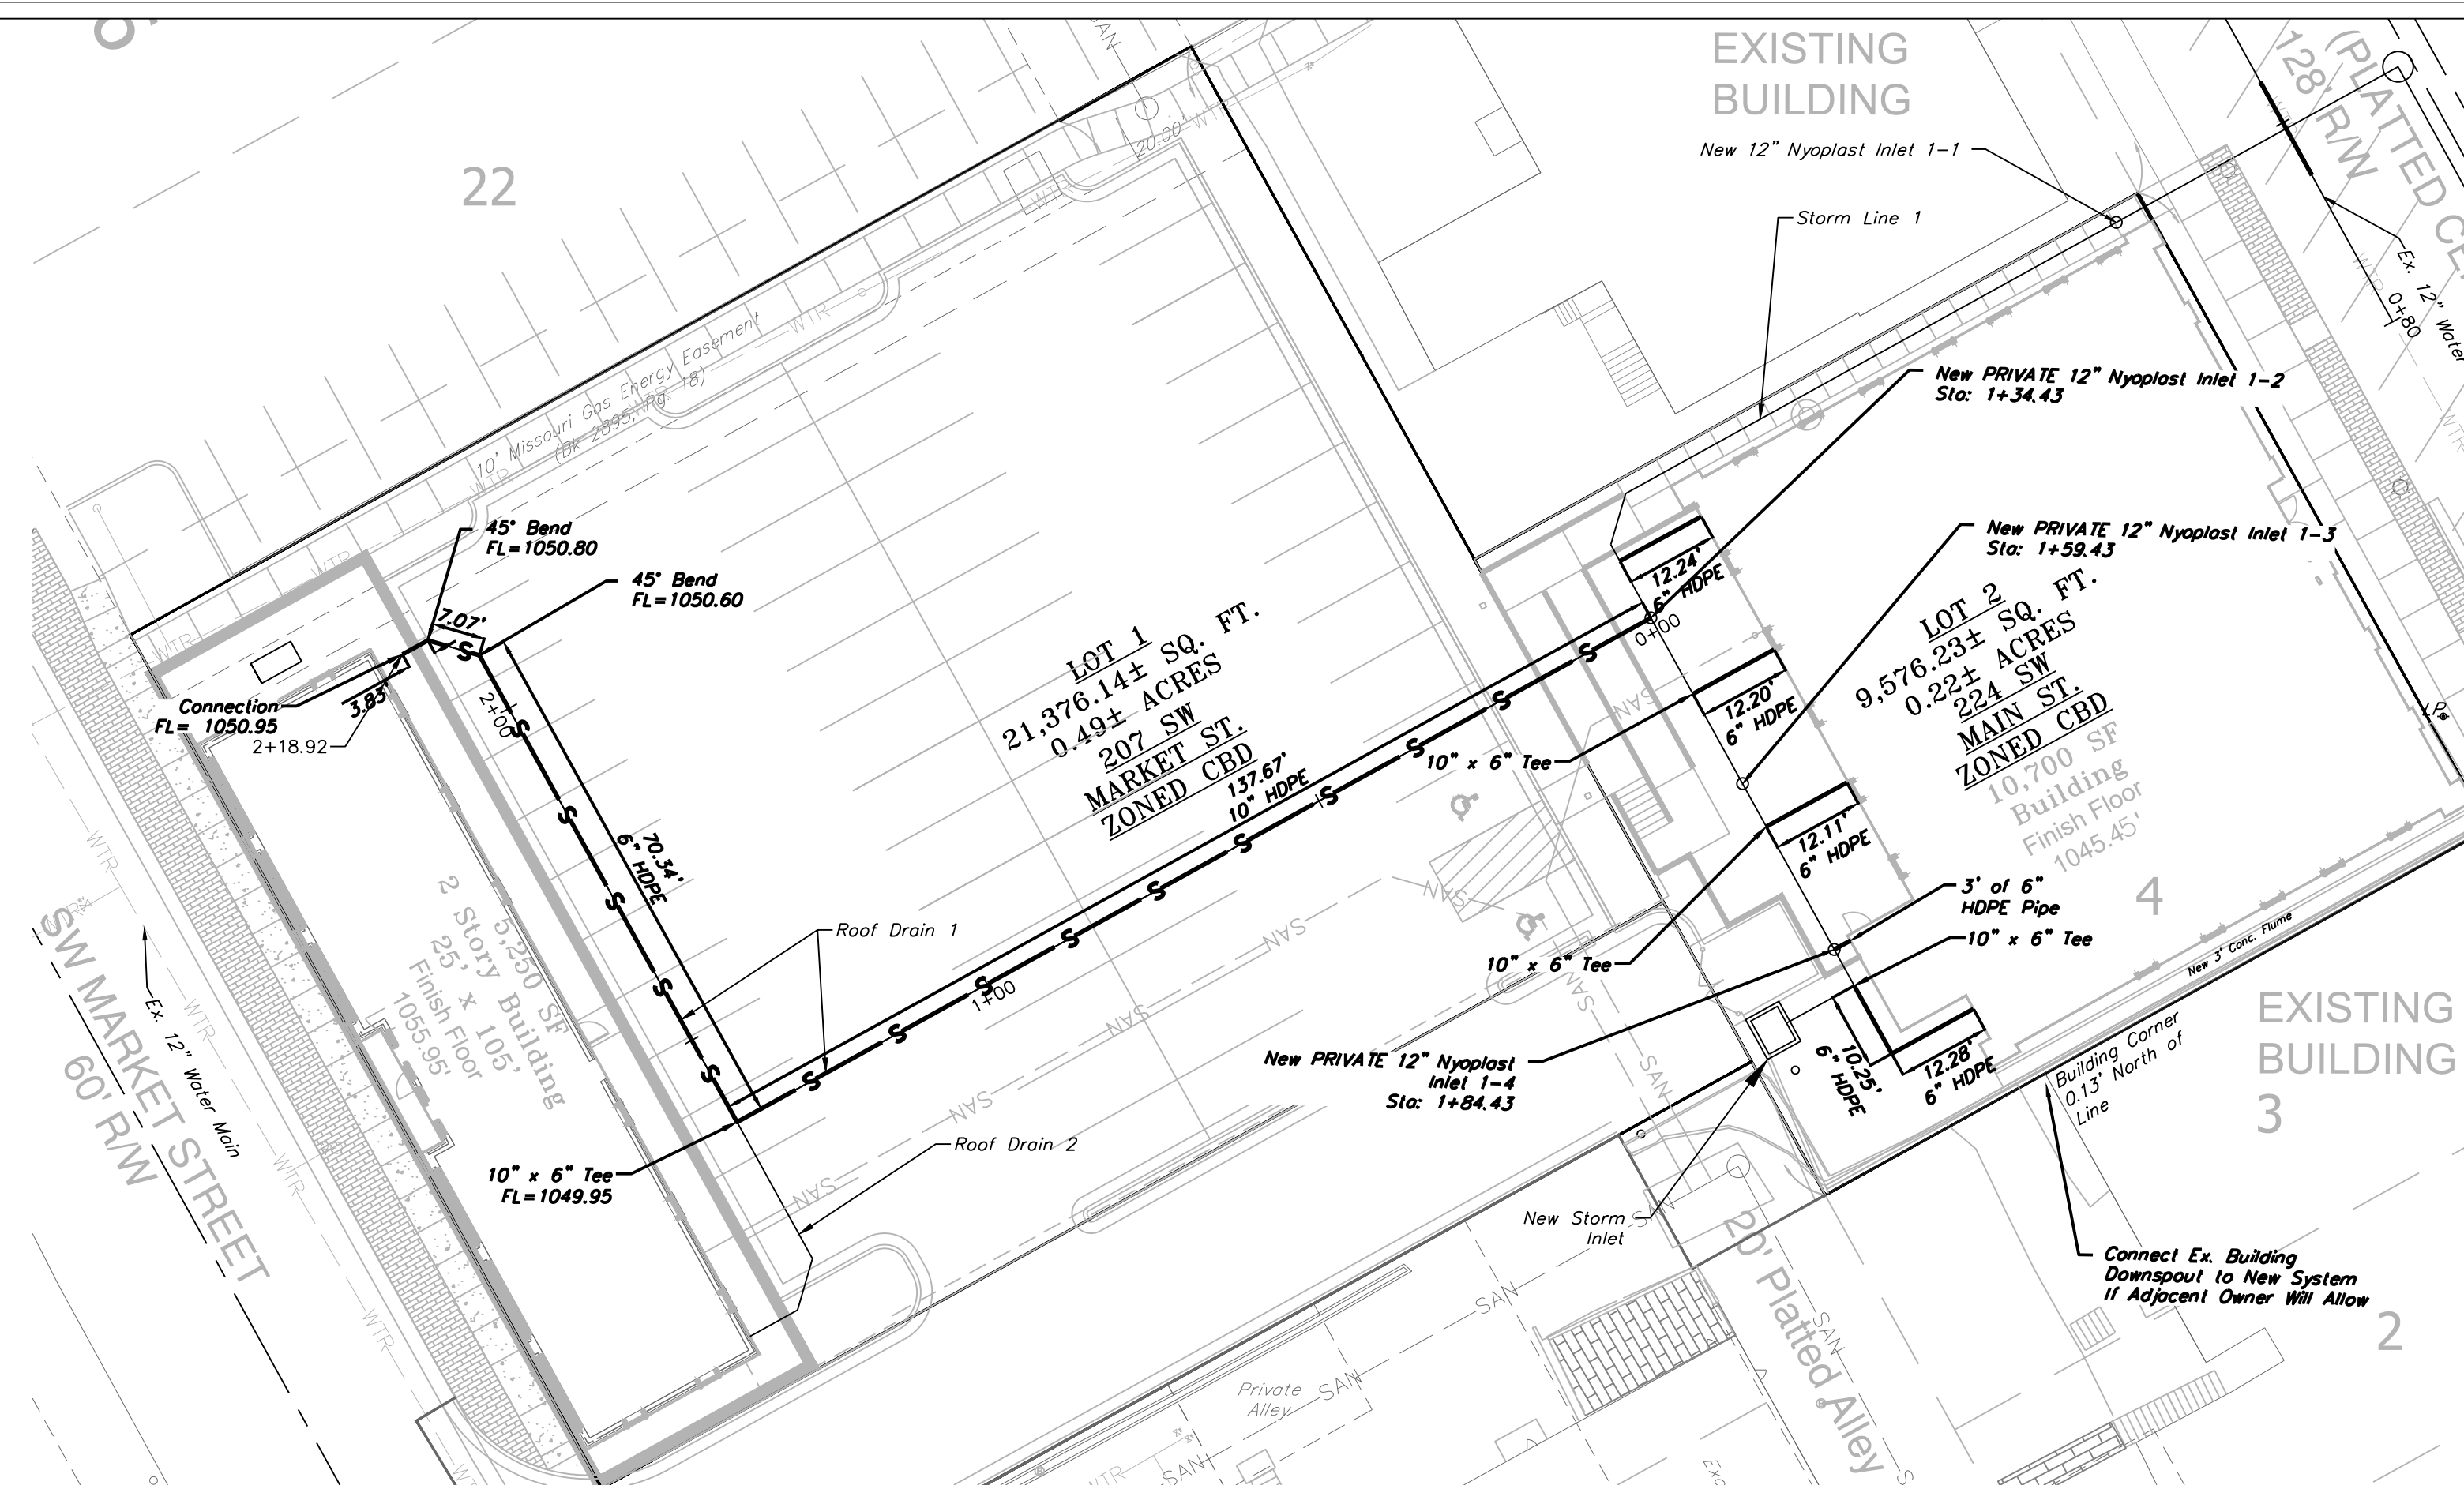 EXISTING
BUILDING
New 12" Nyoplast Inlet 1-1
Storm Line 1
128' R/W
22
20.00'
SAN
WTR
10' Missouri Gas Energy Easement
(Bk 2895, Pg. 18)
0+80
Ex. 12" Water
New PRIVATE 12" Nyoplast Inlet 1-2
Sta: 1+34.43
New PRIVATE 12" Nyoplast Inlet 1-3
Sta: 1+59.43
45° Bend
FL=1050.80
45° Bend
FL=1050.60
7.07'
3.83'
Connection
FL= 1050.95
2+18.92
2+00
12.24'
6" HDPE
0+00
12.20'
6" HDPE
LOT 1
21,376.14± SQ. FT.
0.49± ACRES
207 SW
MARKET ST.
ZONED CBD
137.67'
10" HDPE
LOT 2
9,576.23± SQ. FT.
0.22± ACRES
224 SW
MAIN ST.
ZONED CBD
10,700 SF
Building
Finish Floor
1045.45'
10" x 6" Tee
12.11'
6" HDPE
70.34'
6" HDPE
4
3' of 6"
HDPE Pipe
10" x 6" Tee
10" x 6" Tee
Roof Drain 1
5,250 SF
2 Story Building
25' x 105'
Finish Floor
1055.95'
SW MARKET STREET
60' R/W
Ex. 12" Water Main
1+00
New 3' Conc. Flume
EXISTING
BUILDING
3
New PRIVATE 12" Nyoplast
Inlet 1-4
Sta: 1+84.43
10.25'
6" HDPE
12.28'
6" HDPE
Building Corner
0.13' North of
Line
Roof Drain 2
10" x 6" Tee
FL=1049.95
New Storm
Inlet
20' Platted Alley
Connect Ex. Building
Downspout to New System
If Adjacent Owner Will Allow
2
Private
Alley
SAN
WTR